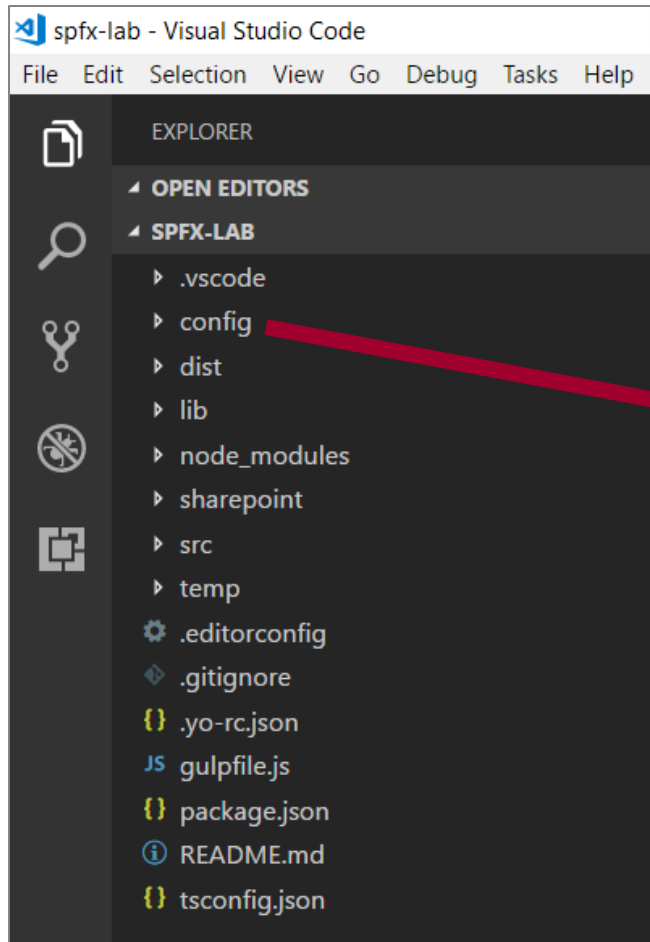 spfx-lab - Visual Studio Code
File Edit Selection View Go Debug Tasks Help
EXPLORER
OPEN EDITORS
SPFX-LAB
.vscode
config
dist
lib
node_modules
sharepoint
src
temp
.editorconfig
.gitignore
{} .yo-rc.json
JS gulpfile.js
{} package.json
README.md
{} tsconfig.json